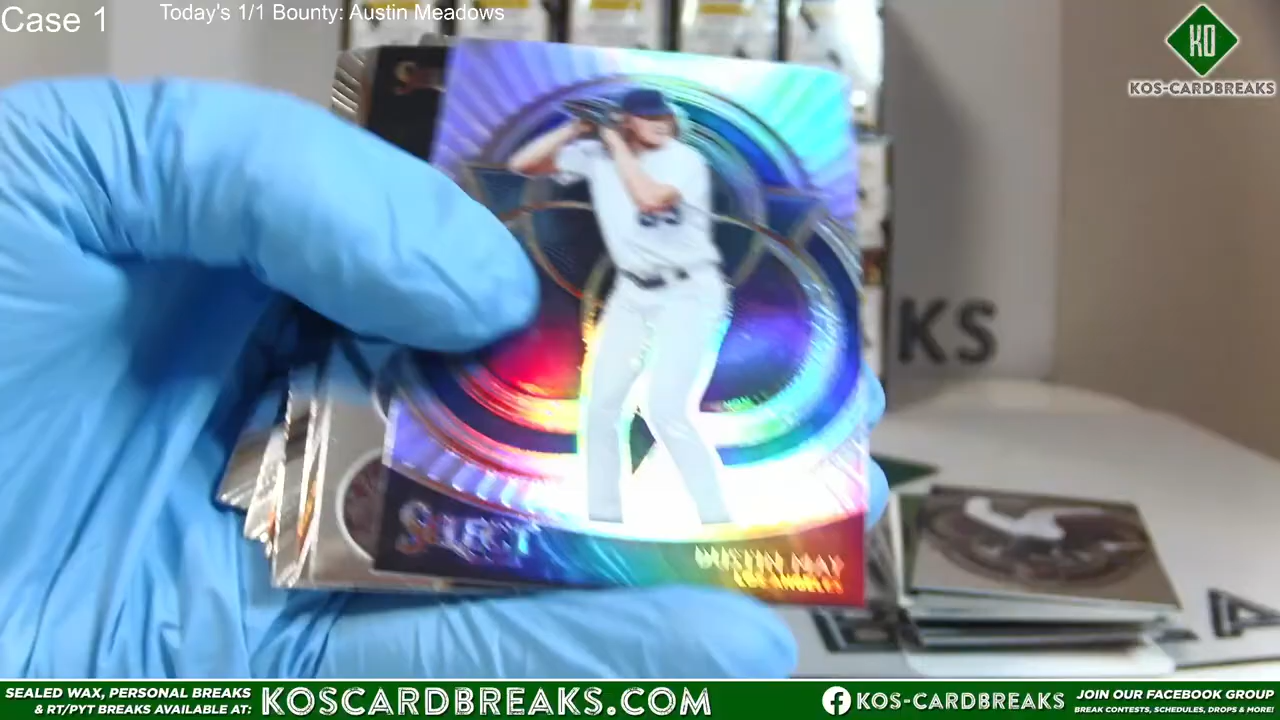 Case 1
Today's 1/1 Bounty: Austin Meadows
KO
KOS-CARDBREAKS
KS
SELECT
DUSTIN MAY
LOS ANGELES
SEALED WAX, PERSONAL BREAKS
& RT/PYT BREAKS AVAILABLE AT:
KOSCARDBREAKS.COM
KOS-CARDBREAKS
JOIN OUR FACEBOOK GROUP
BREAK CONTESTS, SCHEDULES, DROPS & MORE!